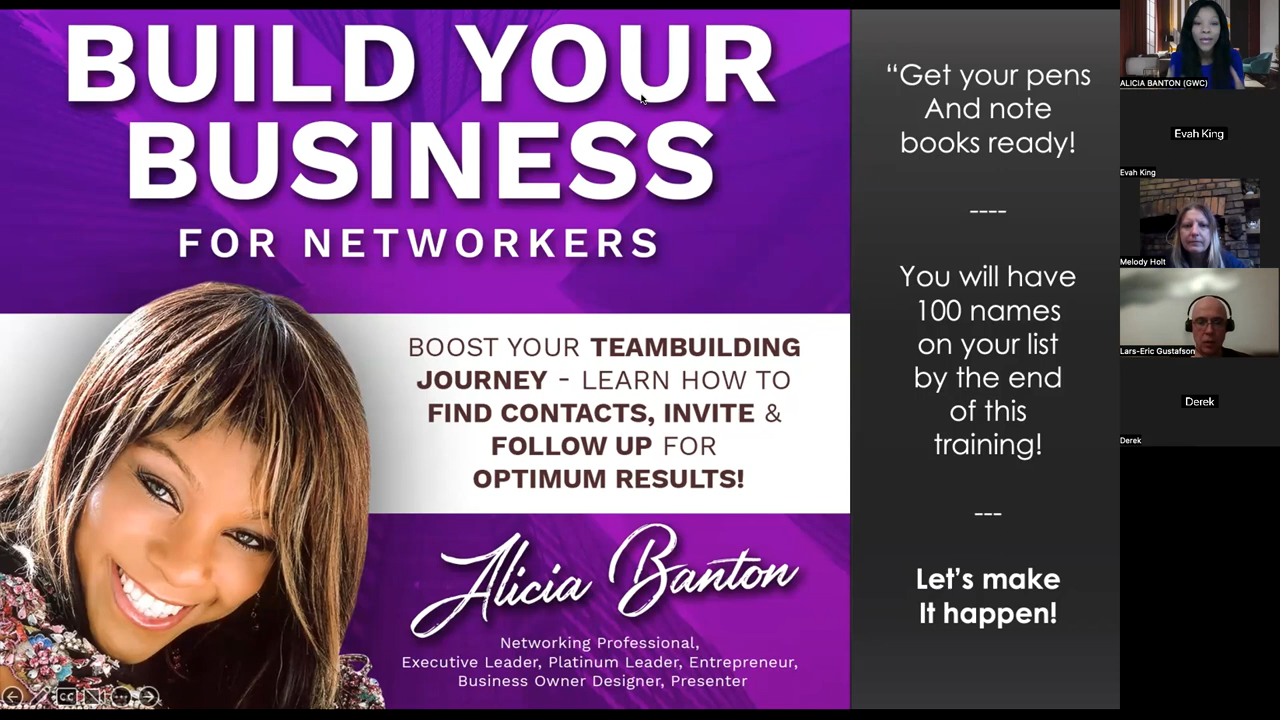 BUILD YOUR
BUSINESS
FOR NETWORKERS
BOOST YOUR TEAMBUILDING
JOURNEY - LEARN HOW TO
FIND CONTACTS, INVITE &
FOLLOW UP FOR
OPTIMUM RESULTS!
Alicia Banton
Networking Professional,
Executive Leader, Platinum Leader, Entrepreneur,
Business Owner Designer, Presenter
CC
“Get your pens
And note
books ready!
----
You will have
100 names
on your list
by the end
of this
training!
---
Let’s make
It happen!
ALICIA BANTON (GWC)
Evah King
Evah King
Melody Holt
Lars-Eric Gustafson
Derek
Derek